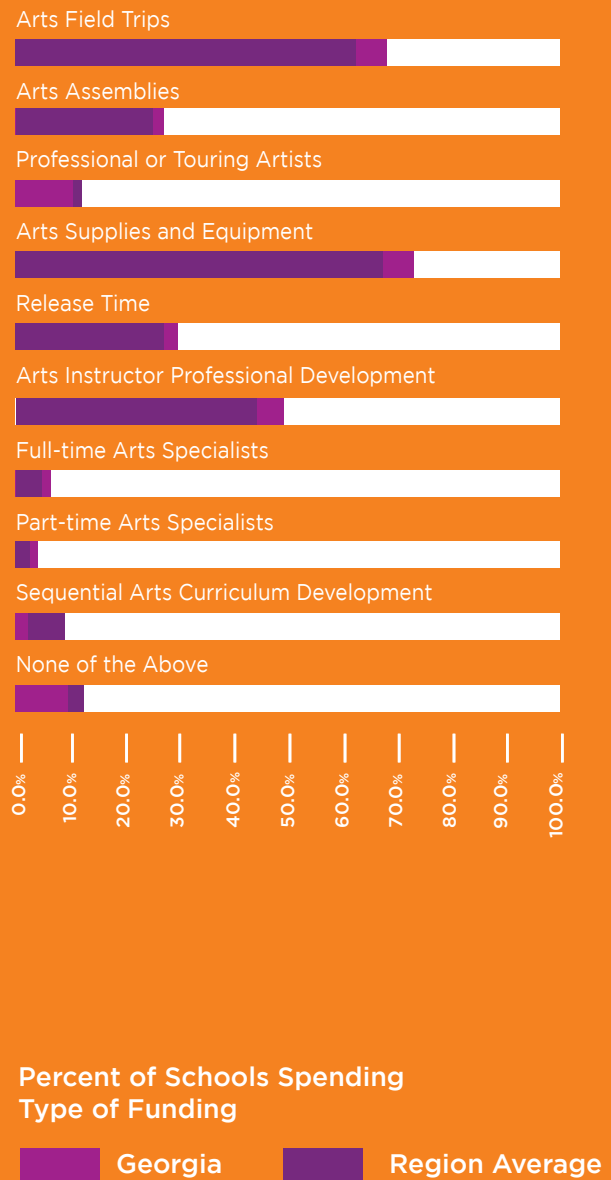 Arts Field Trips
Arts Assemblies
Professional or Touring Artists
Arts Supplies and Equipment
Release Time
Arts Instructor Professional Development
Full-time Arts Specialists
Part-time Arts Specialists
Sequential Arts Curriculum Development
None of the Above
0.0% 10.0% 20.0% 30.0% 40.0% 50.0% 60.0% 70.0% 80.0% 90.0% 100.0%
Percent of Schools Spending
Type of Funding
Georgia Region Average